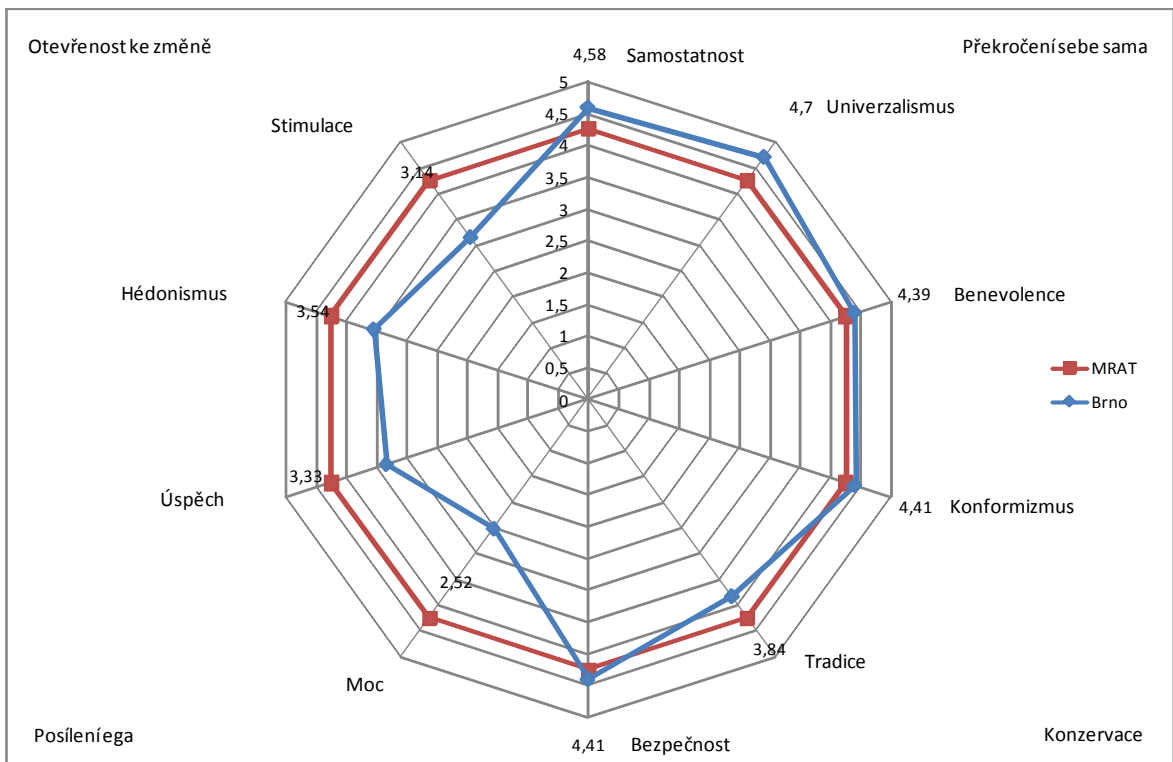 Otevřenost ke změně
Překročení sebe sama
4,58
Samostatnost
4,7
Univerzalismus
Stimulace
3,14
5
4,5
4
3,5
3
2,5
2
1,5
1
0,5
0
Hédonismus
3,54
4,39
Benevolence
MRAT
Brno
Úspěch
3,33
4,41
Konformizmus
2,52
Moc
3,84
Tradice
4,41
Bezpečnost
Posílení ega
Konzervace